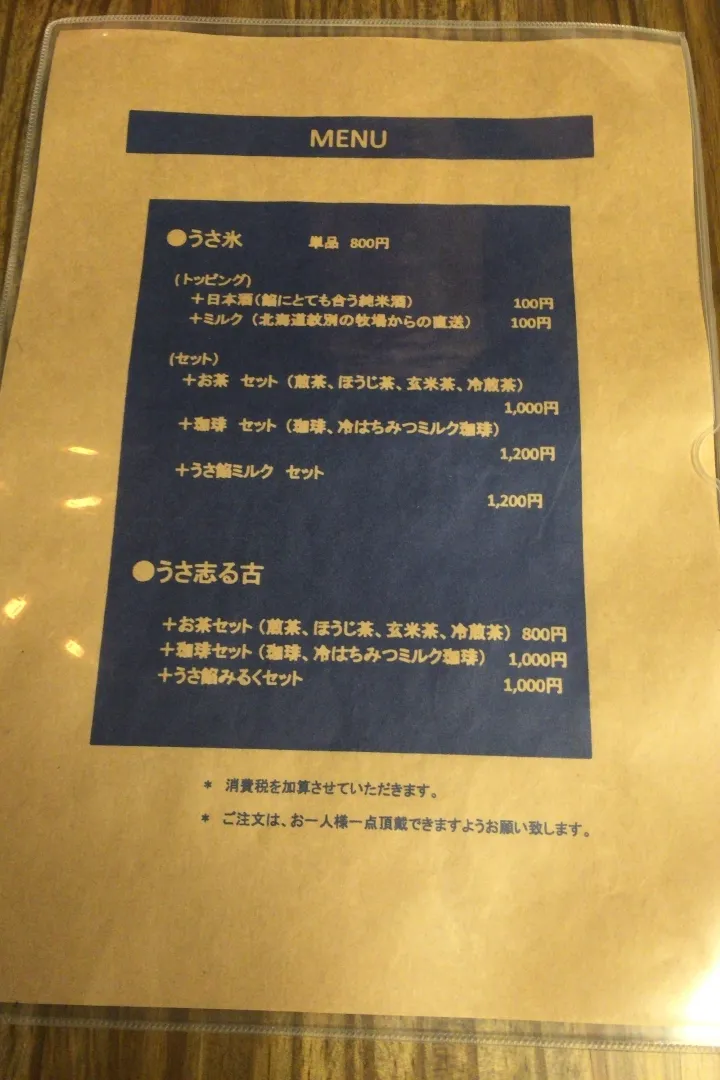 MENU
●うさ氷 単品 800円
(トッピング)
＋日本酒(餡にとても合う純米酒) 100円
＋ミルク (北海道紋別の牧場からの直送) 100円
(セット)
＋お茶 セット (煎茶、ほうじ茶、玄米茶、冷煎茶)
1,000円
＋珈琲 セット (珈琲、冷はちみつミルク珈琲)
1,200円
＋うさ餡ミルク セット
1,200円
●うさ志る古
＋お茶セット (煎茶、ほうじ茶、玄米茶、冷煎茶) 800円
＋珈琲セット (珈琲、冷はちみつミルク珈琲) 1,000円
＋うさ餡みるくセット 1,000円
＊ 消費税を加算させていただきます。
＊ ご注文は、お一人様一点頂戴できますようお願い致します。